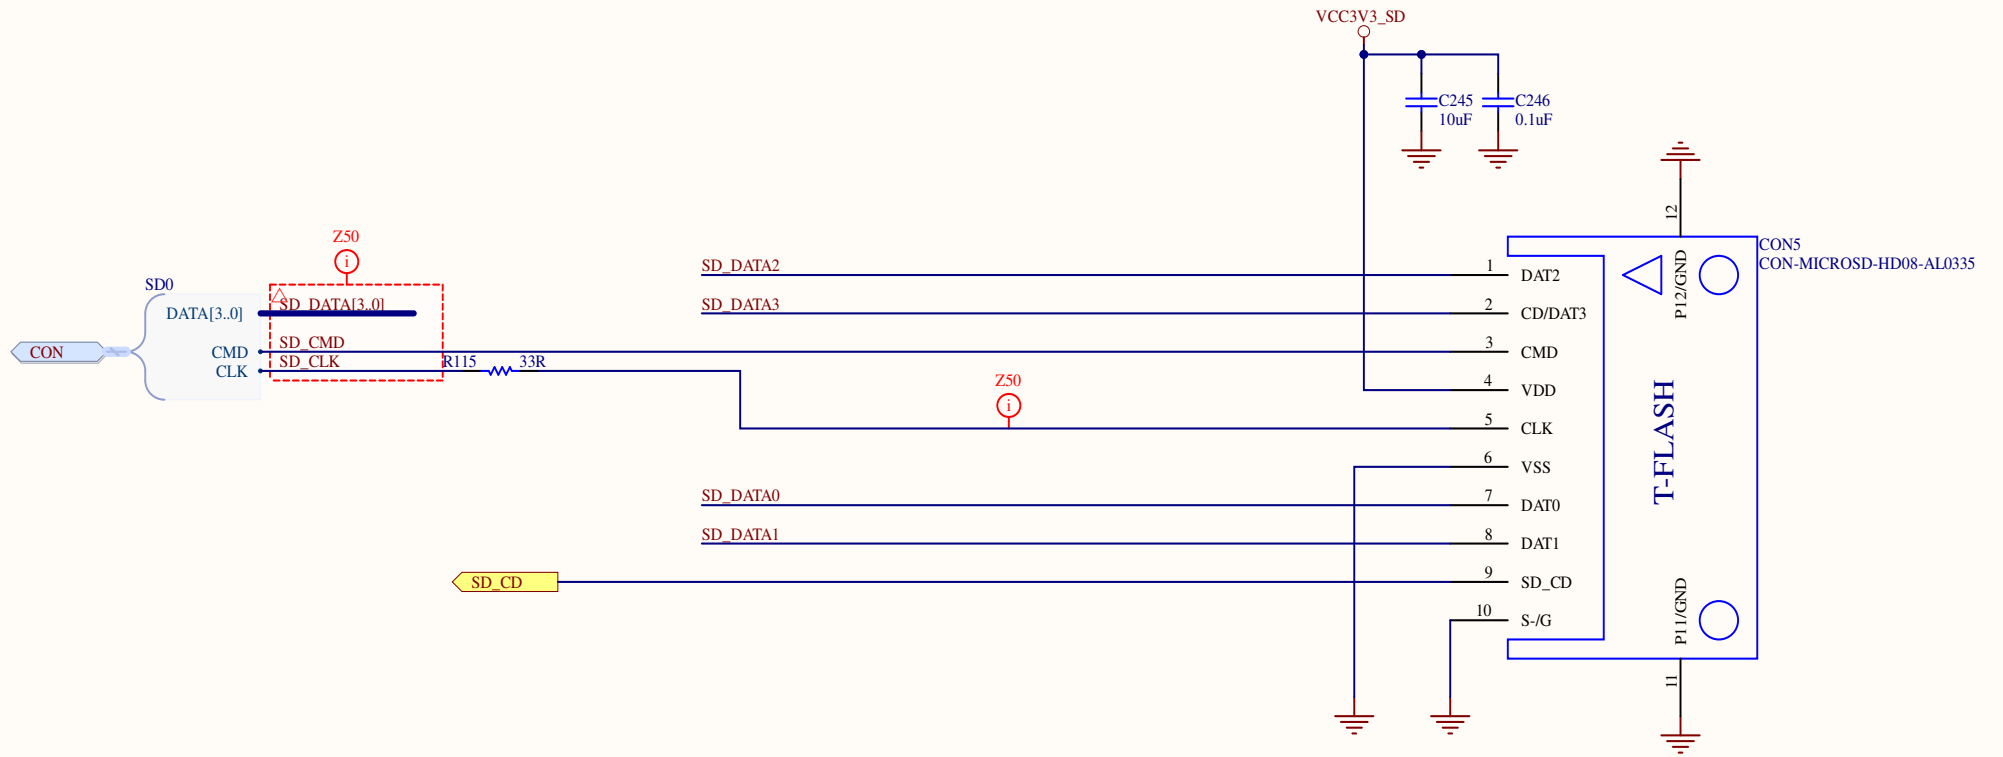 VCC3V3_SD
C245
10uF
C246
0.1uF
12
CON5
CON-MICROSD-HD08-AL0335
P12/GND
Z50
i
SD0
DATA[3..0]
SD_DATA[3..0]
CON
CMD
SD_CMD
CLK
SD_CLK
R115
33R
Z50
i
SD_DATA2
1
DAT2
SD_DATA3
2
CD/DAT3
3
CMD
4
VDD
5
CLK
6
VSS
SD_DATA0
7
DAT0
SD_DATA1
8
DAT1
SD_CD
9
SD_CD
10
S-/G
T-FLASH
P11/GND
11